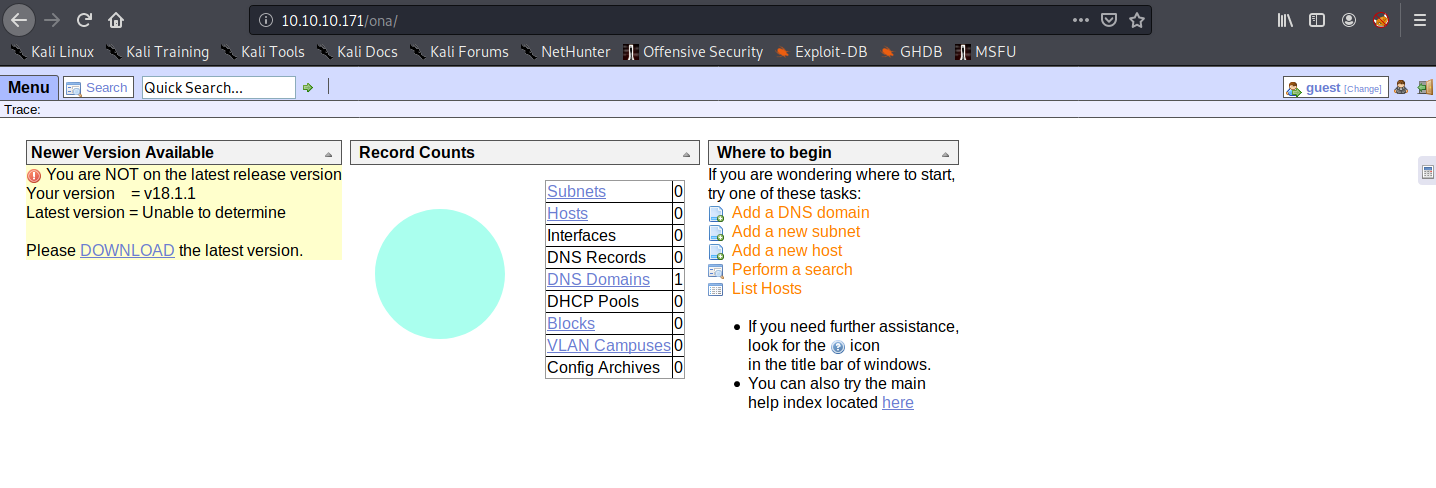 10.10.10.171/ona/
Kali Linux Kali Training Kali Tools Kali Docs Kali Forums NetHunter Offensive Security Exploit-DB GHDB MSFU
Menu Search Quick Search... guest [Change]
Trace:
Newer Version Available
You are NOT on the latest release version
Your version = v18.1.1
Latest version = Unable to determine
Please DOWNLOAD the latest version.
Record Counts
Subnets 0
Hosts 0
Interfaces 0
DNS Records 0
DNS Domains 1
DHCP Pools 0
Blocks 0
VLAN Campuses 0
Config Archives 0
Where to begin
If you are wondering where to start,
try one of these tasks:
Add a DNS domain
Add a new subnet
Add a new host
Perform a search
List Hosts
• If you need further assistance,
look for the ? icon
in the title bar of windows.
• You can also try the main
help index located here